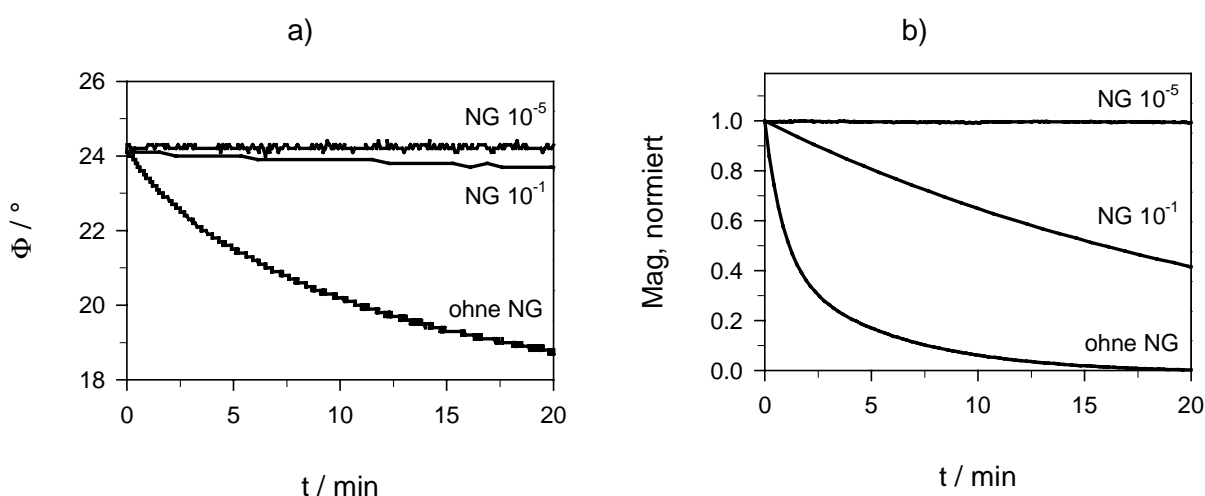 a)
Φ / °
26
24
22
20
18
NG 10⁻⁵
NG 10⁻¹
ohne NG
0 5 10 15 20
t / min
b)
Mag, normiert
1.0
0.8
0.6
0.4
0.2
0.0
NG 10⁻⁵
NG 10⁻¹
ohne NG
0 5 10 15 20
t / min